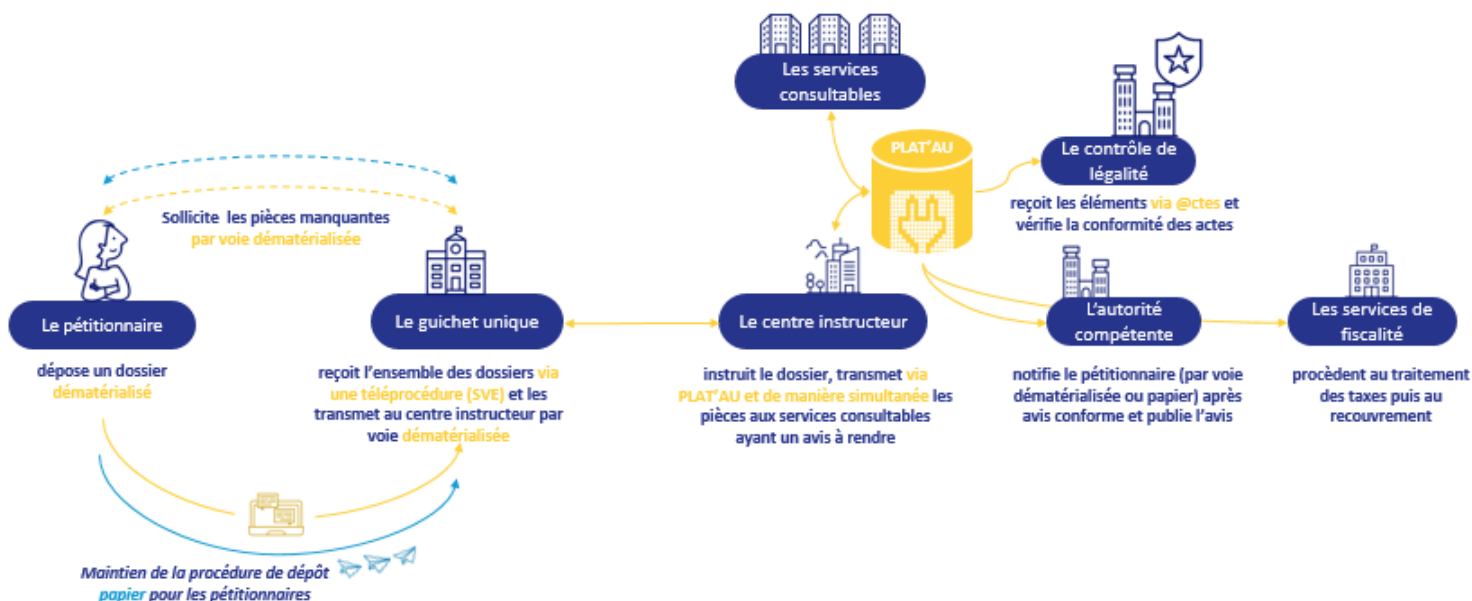 Les services
consultables
PLAT'AU
Le contrôle de
légalité
reçoit les éléments via @ctes et
vérifie la conformité des actes
Sollicite les pièces manquantes
par voie dématérialisée
Le pétitionnaire
dépose un dossier
dématérialisé
Le guichet unique
reçoit l'ensemble des dossiers via
une téléprocédure (SVE) et les
transmet au centre instructeur par
voie dématérialisée
Le centre instructeur
instruit le dossier, transmet via
PLAT'AU et de manière simultanée les
pièces aux services consultables
ayant un avis à rendre
L'autorité
compétente
notifie le pétitionnaire (par voie
dématérialisée ou papier) après
avis conforme et publie l'avis
Les services de
fiscalité
procèdent au traitement
des taxes puis au
recouvrement
Maintien de la procédure de dépôt
papier pour les pétitionnaires